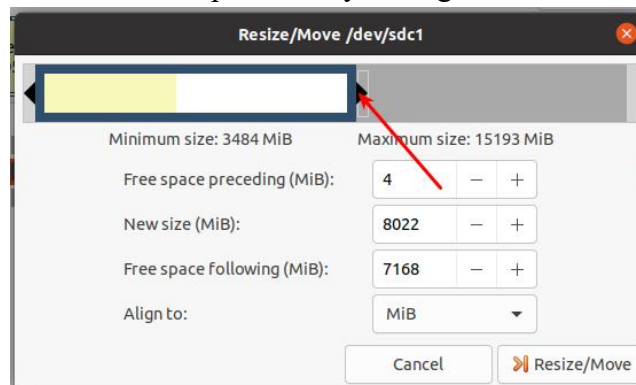 Resize/Move /dev/sdc1
Minimum size: 3484 MiB Maximum size: 15193 MiB
Free space preceding (MiB): 4 — +
New size (MiB): 8022 — +
Free space following (MiB): 7168 — +
Align to: MiB
Cancel Resize/Move